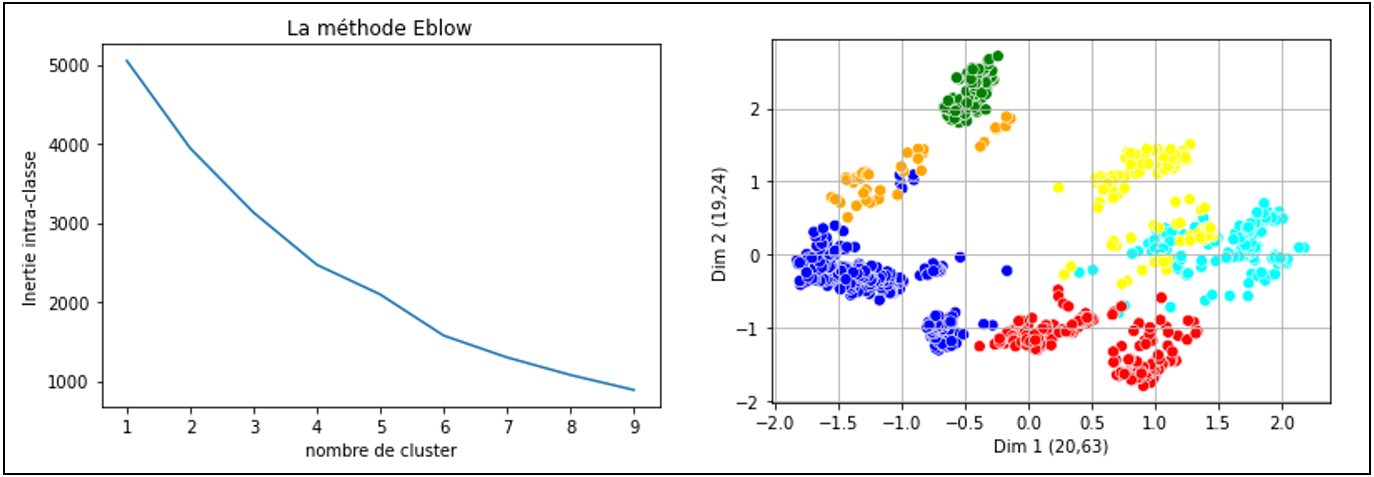 La méthode Eblow
5000
4000
3000
2000
1000
Inertie intra-classe
1 2 3 4 5 6 7 8 9
nombre de cluster
2
1
0
−1
−2
Dim 2 (19,24)
−2.0 −1.5 −1.0 −0.5 0.0 0.5 1.0 1.5 2.0
Dim 1 (20,63)